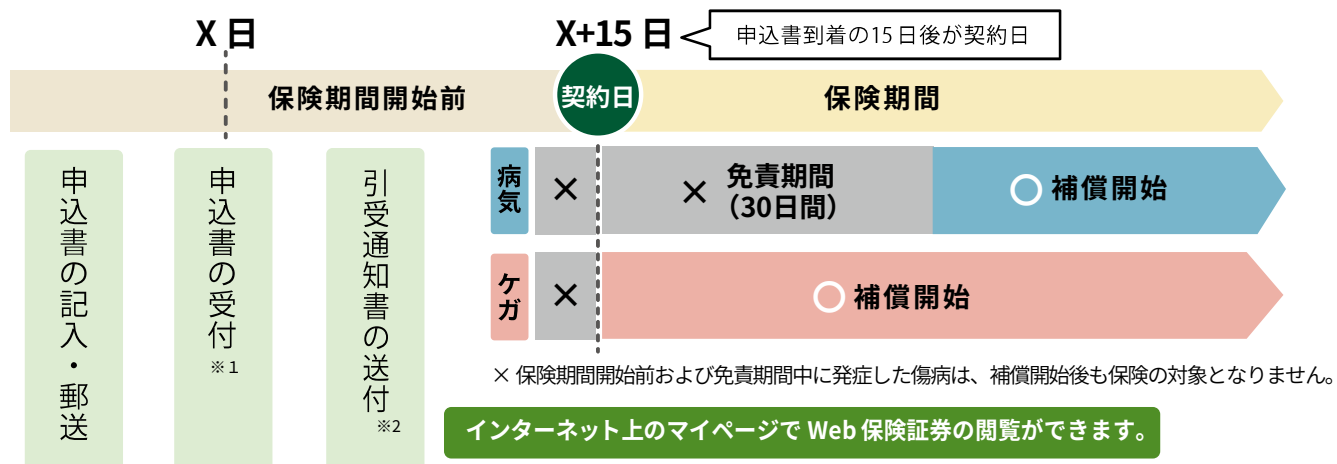 X 日
X+15 日
申込書到着の15日後が契約日
保険期間開始前
契約日
保険期間
申込書の記入・郵送
申込書の受付
※1
引受通知書の送付
※2
病気
×
× 免責期間
（30日間）
○ 補償開始
ケガ
×
○ 補償開始
× 保険期間開始前および免責期間中に発症した傷病は、補償開始後も保険の対象となりません。
インターネット上のマイページで Web 保険証券の閲覧ができます。